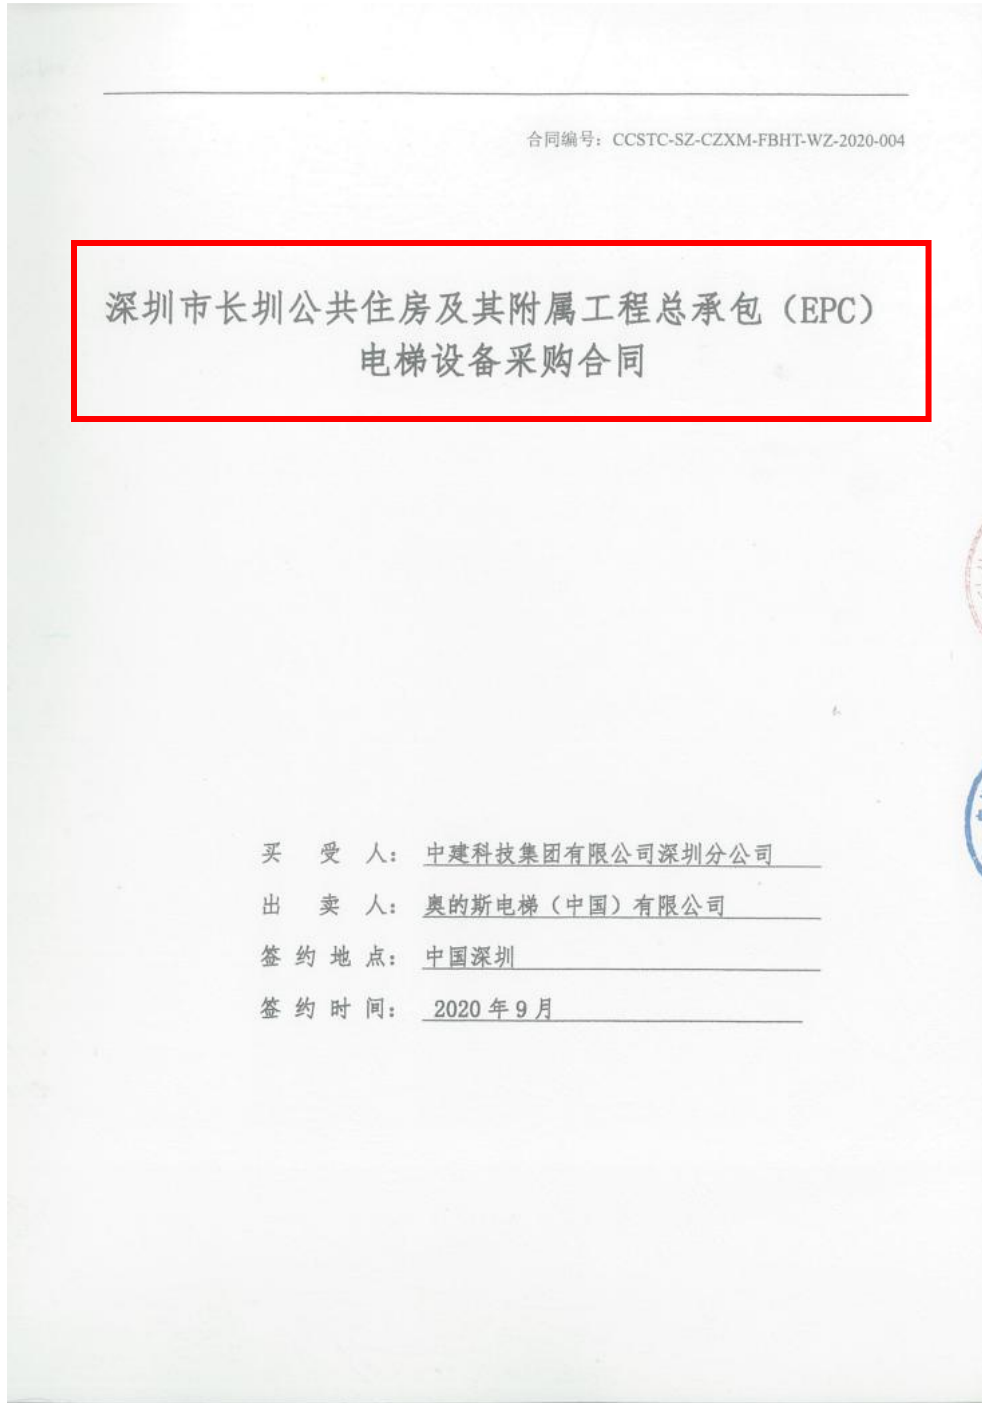 合同编号：CCSTC-SZ-CZXM-FBHT-WZ-2020-004
深圳市长圳公共住房及其附属工程总承包（EPC）
电梯设备采购合同
买 受 人：中建科技集团有限公司深圳分公司
出 卖 人：奥的斯电梯（中国）有限公司
签 约 地 点：中国深圳
签 约 时 间：2020 年 9 月